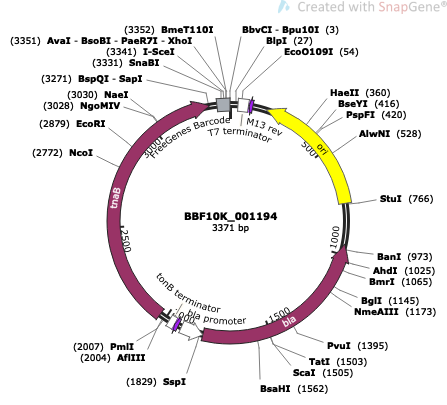 Created with SnapGene®
(3352) BmeT110I
(3351) AvaI - BsoBI - PaeR7I - XhoI
(3341) I-SceI
(3331) SnaBI
(3271) BspQI - SapI
(3030) NaeI
(3028) NgoMIV
(2879) EcoRI
(2772) NcoI
BbvCI - Bpu10I (3)
BlpI (27)
EcoO109I (54)
HaeII (360)
BseYI (416)
PspFI (420)
AlwNI (528)
StuI (766)
BanI (973)
AhdI (1025)
BmrI (1065)
BglI (1145)
NmeAIII (1173)
PvuI (1395)
TatI (1503)
ScaI (1505)
BsaHI (1562)
(1829) SspI
(2004) AflIII
(2007) PmlI
FreeGenes Barcode
T7 terminator
M13 rev
ori
bla
bla promoter
tonB terminator
tnaB
500
1000
1500
2500
3000
BBF10K_001194
3371 bp